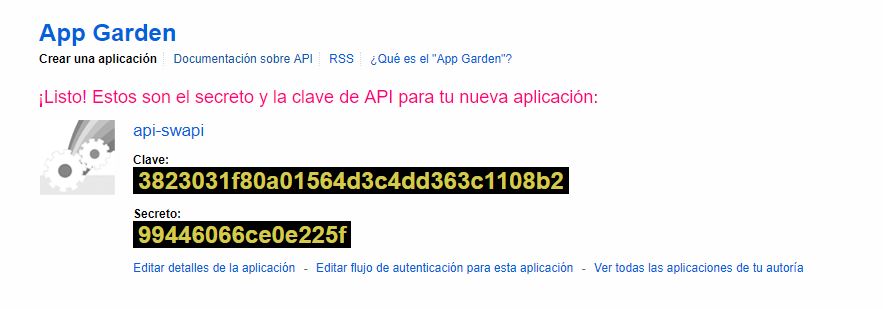 App Garden
Crear una aplicación Documentación sobre API RSS ¿Qué es el "App Garden"?
¡Listo! Estos son el secreto y la clave de API para tu nueva aplicación:
api-swapi
Clave:
3823031f80a01564d3c4dd363c1108b2
Secreto:
99446066ce0e225f
Editar detalles de la aplicación - Editar flujo de autenticación para esta aplicación - Ver todas las aplicaciones de tu autoría